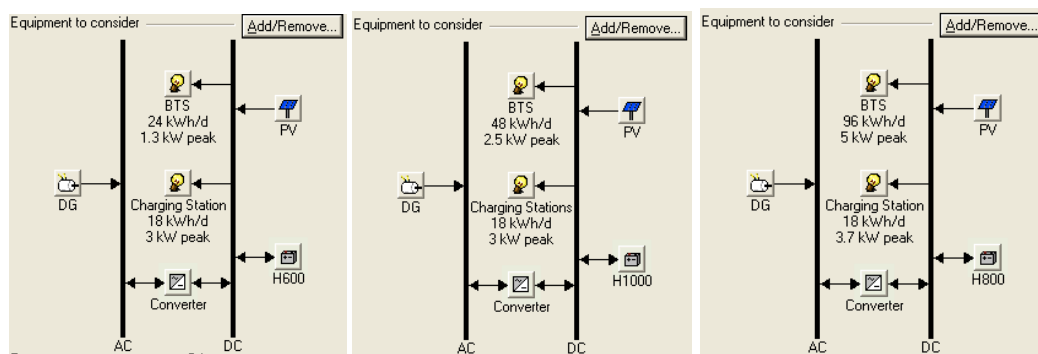 Equipment to consider
Add/Remove...
BTS
24 kWh/d
1.3 kW peak
PV
DG
Charging Station
18 kWh/d
3 kW peak
H600
Converter
AC
DC
Equipment to consider
Add/Remove...
BTS
48 kWh/d
2.5 kW peak
PV
DG
Charging Stations
18 kWh/d
3 kW peak
H1000
Converter
AC
DC
Equipment to consider
Add/Remove...
BTS
96 kWh/d
5 kW peak
PV
DG
Charging Station
18 kWh/d
3.7 kW peak
H800
Converter
AC
DC